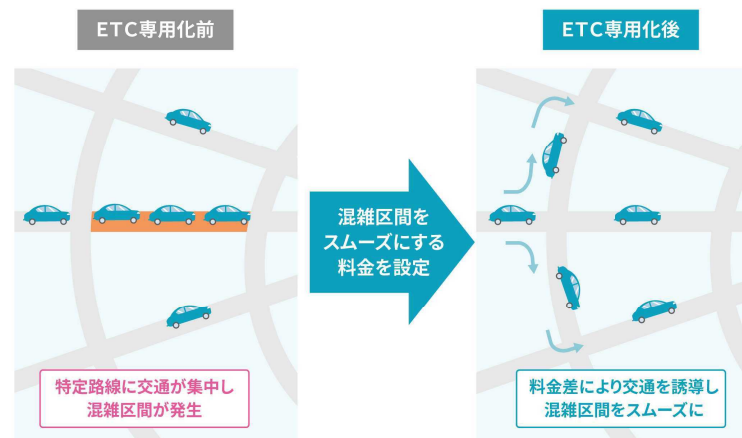 ETC専用化前
ETC専用化後
混雑区間を
スムーズにする
料金を設定
特定路線に交通が集中し
混雑区間が発生
料金差により交通を誘導し
混雑区間をスムーズに